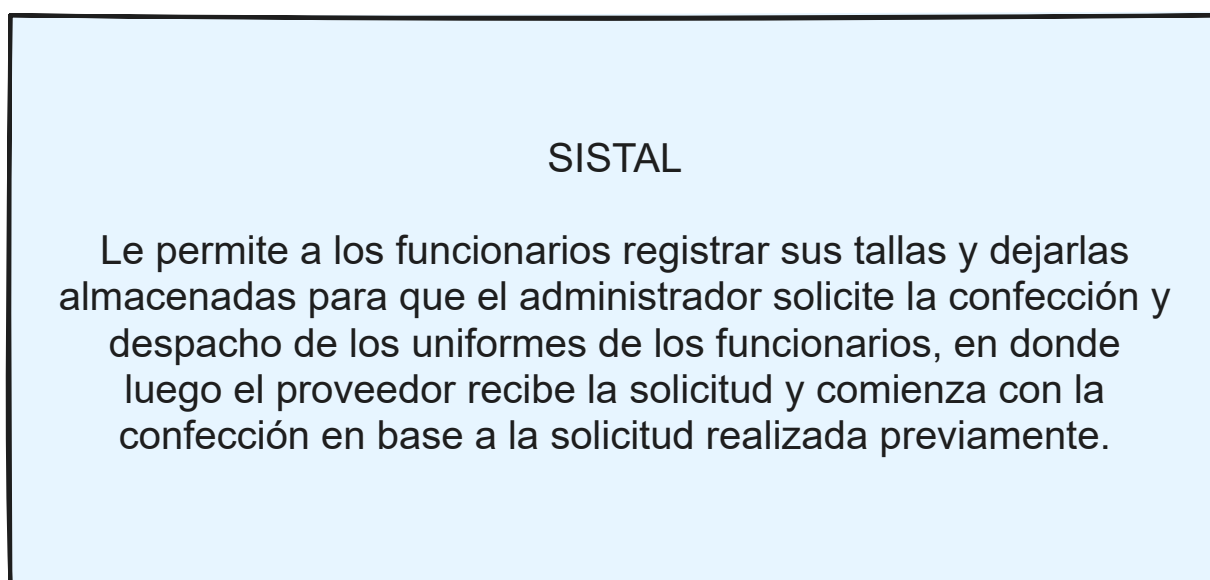 SISTAL
Le permite a los funcionarios registrar sus tallas y dejarlas
almacenadas para que el administrador solicite la confección y
despacho de los uniformes de los funcionarios, en donde
luego el proveedor recibe la solicitud y comienza con la
confección en base a la solicitud realizada previamente.